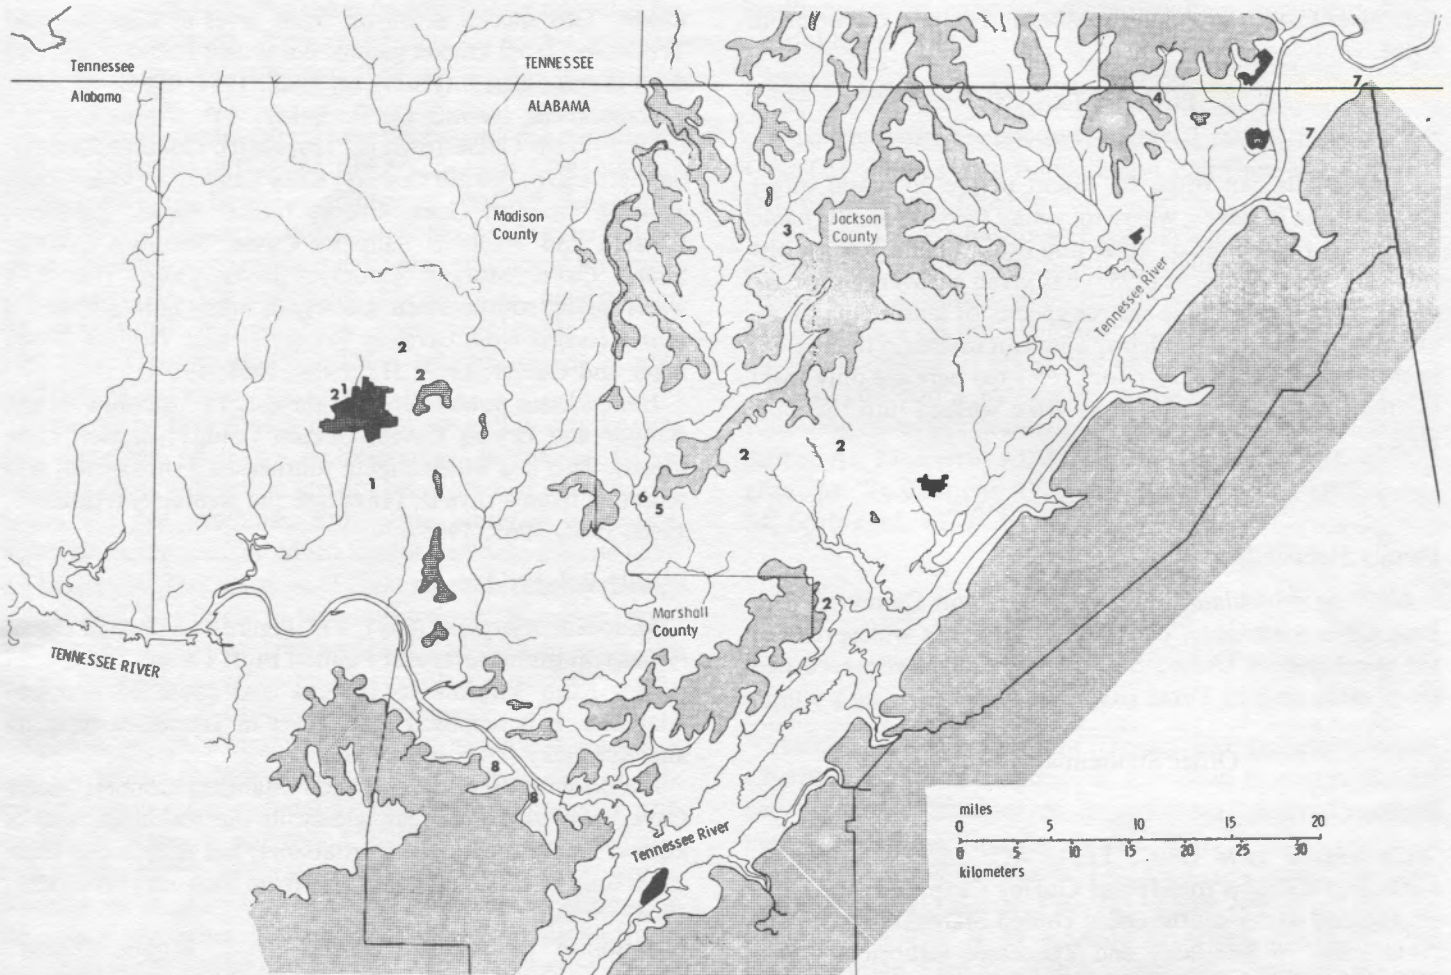 Tennessee
TENNESSEE
Alabama
ALABAMA
7
4
7
Madison
County
Jackson
County
3
Tennessee River
2
2
1
2
2
2
1
6
5
2
Marshall
County
TENNESSEE RIVER
8
8
Tennessee River
miles
0 5 10 15 20
0 5 10 15 20 25 30
kilometers